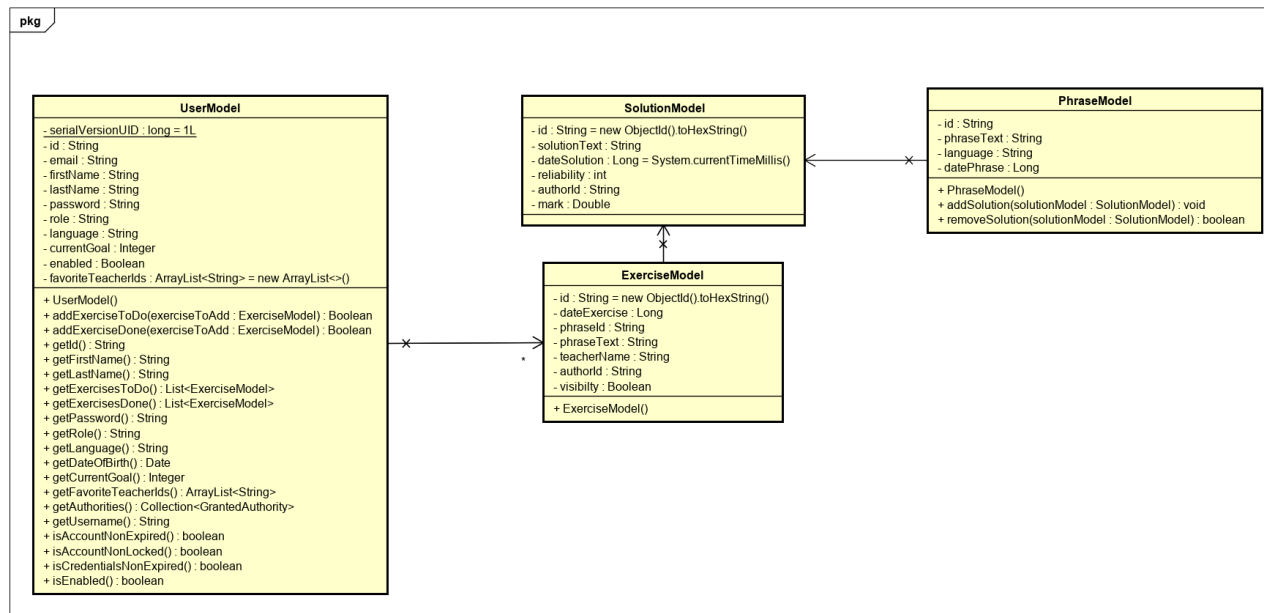 pkg
UserModel
- serialVersionUID : long = 1L
- id : String
- email : String
- firstName : String
- lastName : String
- password : String
- role : String
- language : String
- currentGoal : Integer
- enabled : Boolean
- favoriteTeacherIds : ArrayList<String> = new ArrayList<>()
+ UserModel()
+ addExerciseToDo(exerciseToAdd : ExerciseModel) : Boolean
+ addExerciseDone(exerciseToAdd : ExerciseModel) : Boolean
+ getId() : String
+ getFirstName() : String
+ getLastName() : String
+ getExercisesToDo() : List<ExerciseModel>
+ getExercisesDone() : List<ExerciseModel>
+ getPassword() : String
+ getRole() : String
+ getLanguage() : String
+ getDateOfBirth() : Date
+ getCurrentGoal() : Integer
+ getFavoriteTeacherIds() : ArrayList<String>
+ getAuthorities() : Collection<GrantedAuthority>
+ getUsername() : String
+ isAccountNonExpired() : boolean
+ isAccountNonLocked() : boolean
+ isCredentialsNonExpired() : boolean
+ isEnabled() : boolean
*
SolutionModel
- id : String = new ObjectId().toHexString()
- solutionText : String
- dateSolution : Long = System.currentTimeMillis()
- reliability : int
- authorId : String
- mark : Double
ExerciseModel
- id : String = new ObjectId().toHexString()
- dateExercise : Long
- phraseId : String
- phraseText : String
- teacherName : String
- authorId : String
- visibilty : Boolean
+ ExerciseModel()
PhraseModel
- id : String
- phraseText : String
- language : String
- datePhrase : Long
+ PhraseModel()
+ addSolution(solutionModel : SolutionModel) : void
+ removeSolution(solutionModel : SolutionModel) : boolean